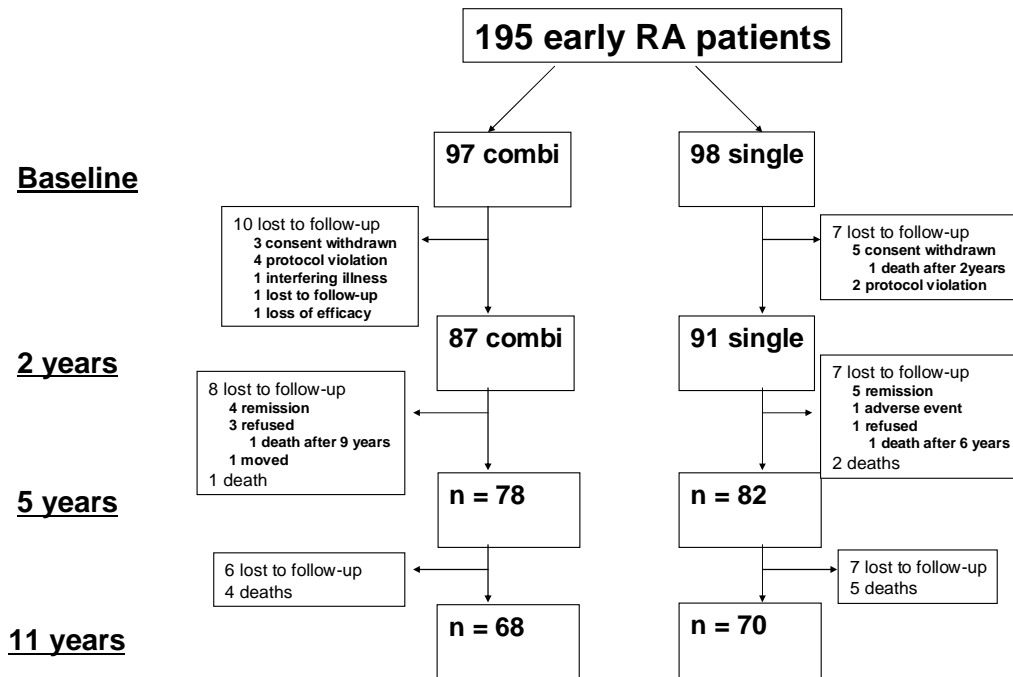 195 early RA patients
97 combi
98 single
Baseline
10 lost to follow-up
3 consent withdrawn
4 protocol violation
1 interfering illness
1 lost to follow-up
1 loss of efficacy
7 lost to follow-up
5 consent withdrawn
1 death after 2years
2 protocol violation
87 combi
91 single
2 years
8 lost to follow-up
4 remission
3 refused
1 death after 9 years
1 moved
1 death
7 lost to follow-up
5 remission
1 adverse event
1 refused
1 death after 6 years
2 deaths
n = 78
n = 82
5 years
6 lost to follow-up
4 deaths
7 lost to follow-up
5 deaths
n = 68
n = 70
11 years